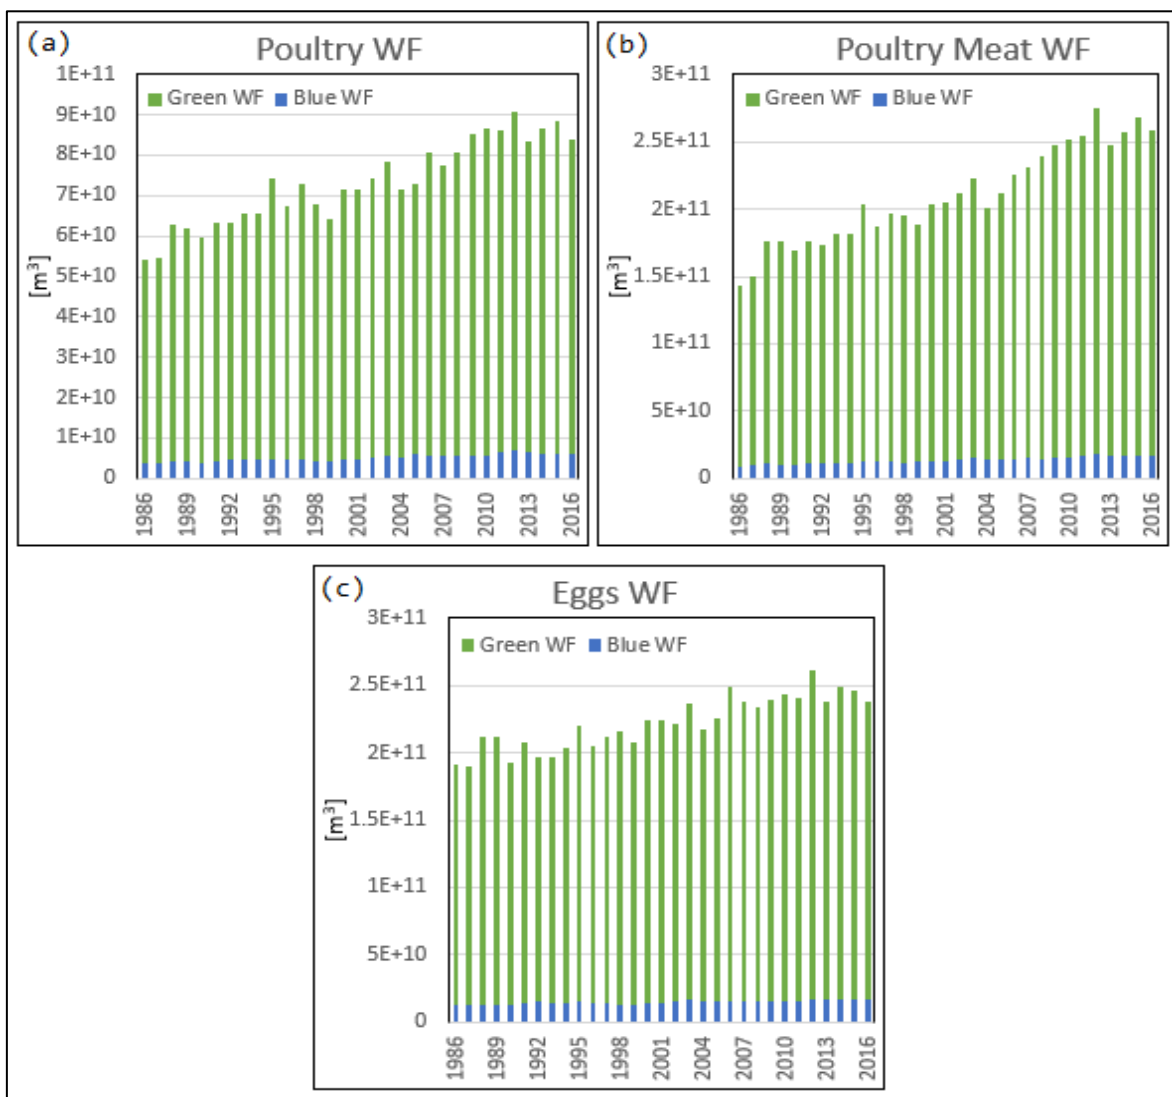 (a) Poultry WF
1E+11
Green WF Blue WF
9E+10
8E+10
7E+10
6E+10
5E+10
4E+10
3E+10
2E+10
1E+10
0
[m³]
1986 1989 1992 1995 1998 2001 2004 2007 2010 2013 2016
(b) Poultry Meat WF
3E+11
Green WF Blue WF
2.5E+11
2E+11
1.5E+11
1E+11
5E+10
0
[m³]
1986 1989 1992 1995 1998 2001 2004 2007 2010 2013 2016
(c) Eggs WF
3E+11
Green WF Blue WF
2.5E+11
2E+11
1.5E+11
1E+11
5E+10
0
[m³]
1986 1989 1992 1995 1998 2001 2004 2007 2010 2013 2016